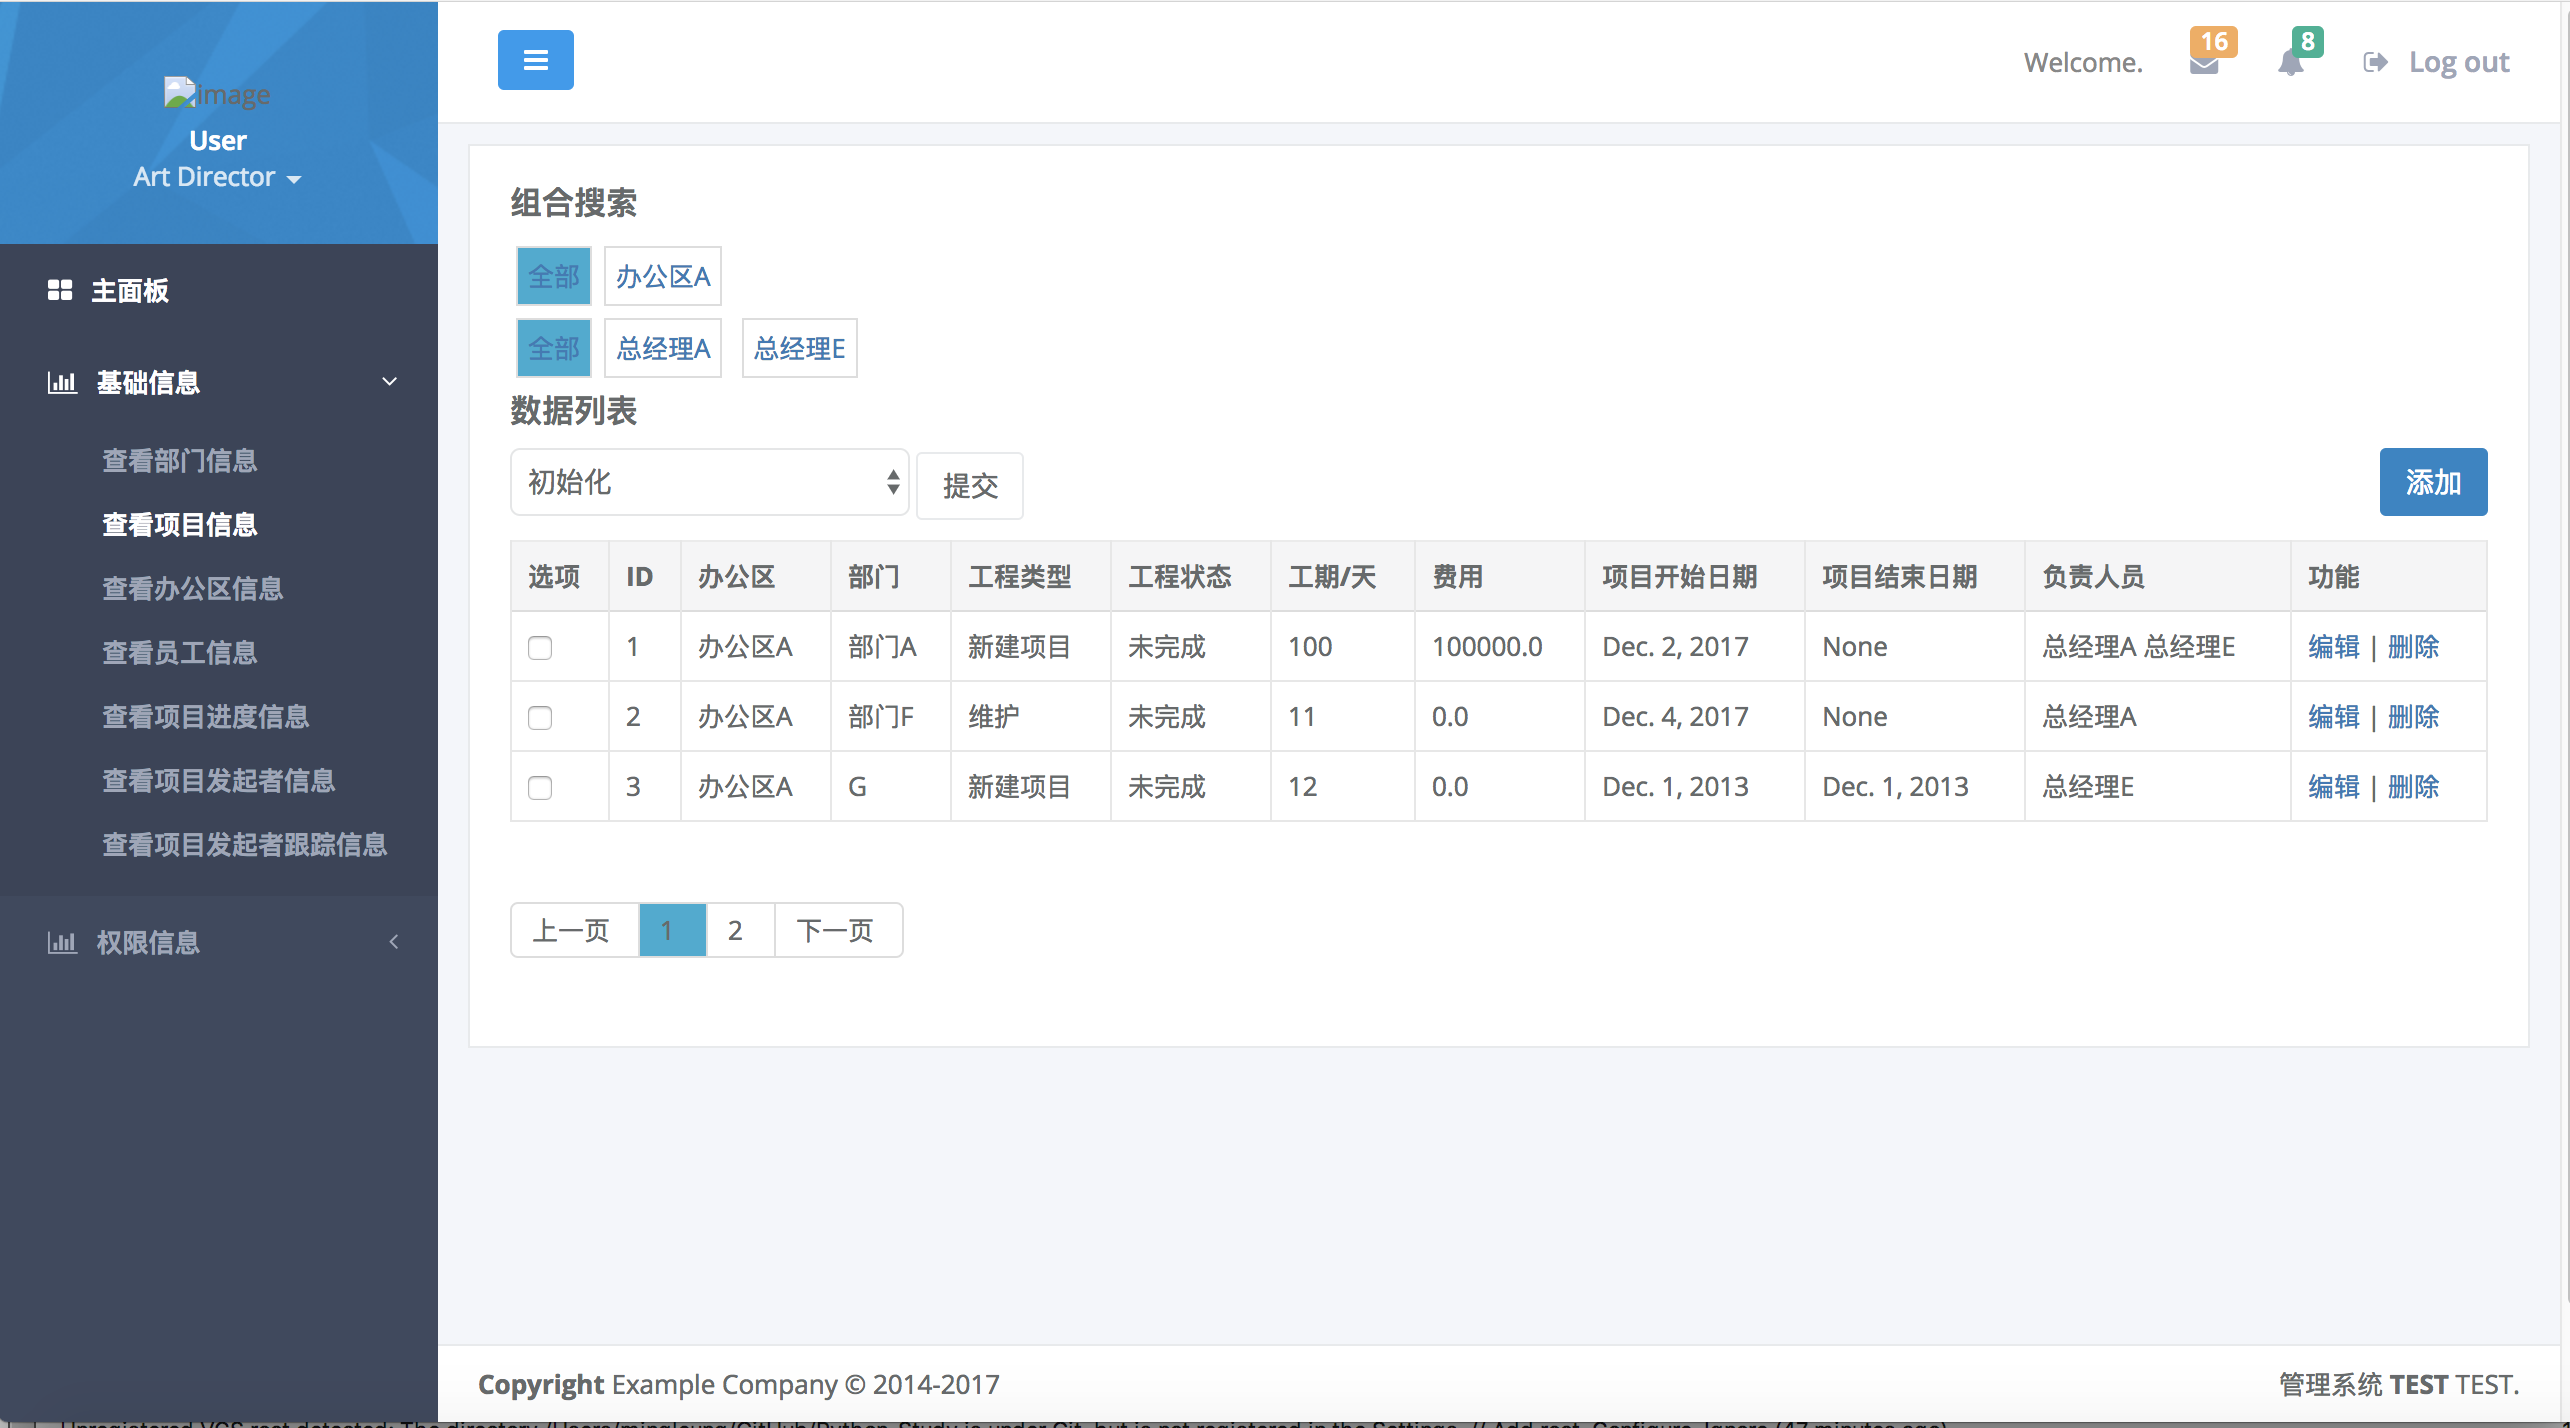 image
User
Art Director
主面板
基础信息
查看部门信息
查看项目信息
查看办公区信息
查看员工信息
查看项目进度信息
查看项目发起者信息
查看项目发起者跟踪信息
权限信息
Welcome. 16 8 Log out
组合搜索
全部 办公区A
全部 总经理A 总经理E
数据列表
初始化 提交 添加
选项 ID 办公区 部门 工程类型 工程状态 工期/天 费用 项目开始日期 项目结束日期 负责人员 功能
1 办公区A 部门A 新建项目 未完成 100 100000.0 Dec. 2, 2017 None 总经理A 总经理E 编辑 | 删除
2 办公区A 部门F 维护 未完成 11 0.0 Dec. 4, 2017 None 总经理A 编辑 | 删除
3 办公区A G 新建项目 未完成 12 0.0 Dec. 1, 2013 Dec. 1, 2013 总经理E 编辑 | 删除
上一页 1 2 下一页
Copyright Example Company © 2014-2017 管理系统 TEST TEST.